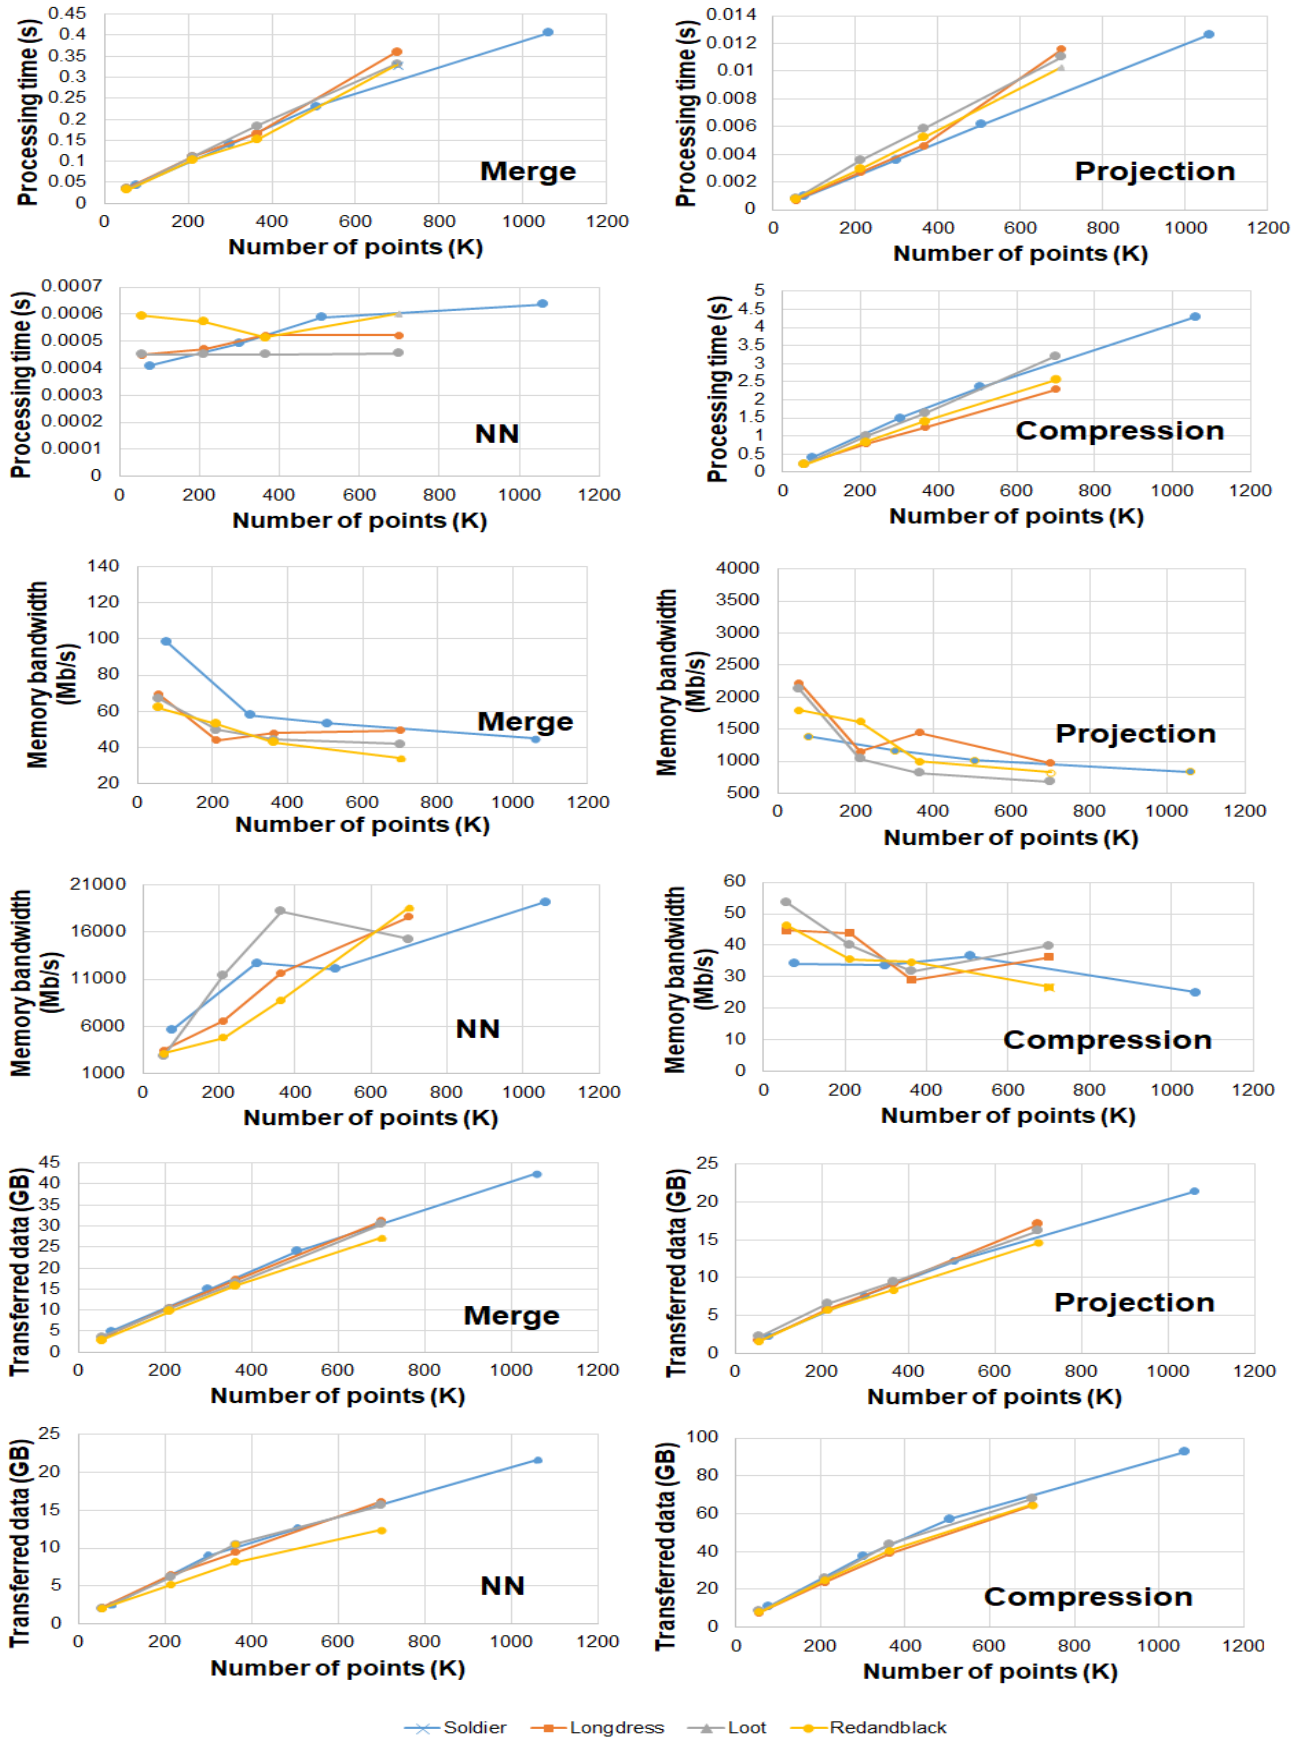 Processing time (s)
0.45
0.4
0.35
0.3
0.25
0.2
0.15
0.1
0.05
0
Merge
0 200 400 600 800 1000 1200
Number of points (K)
Processing time (s)
0.014
0.012
0.01
0.008
0.006
0.004
0.002
0
Projection
0 200 400 600 800 1000 1200
Number of points (K)
Processing time (s)
0.0007
0.0006
0.0005
0.0004
0.0003
0.0002
0.0001
0
NN
0 200 400 600 800 1000 1200
Number of points (K)
Processing time (s)
5
4.5
4
3.5
3
2.5
2
1.5
1
0.5
0
Compression
0 200 400 600 800 1000 1200
Number of points (K)
Memory bandwidth
(Mb/s)
140
120
100
80
60
40
20
Merge
0 200 400 600 800 1000 1200
Number of points (K)
Memory bandwidth
(Mb/s)
4000
3500
3000
2500
2000
1500
1000
500
Projection
0 200 400 600 800 1000 1200
Number of points (K)
Memory bandwidth
(Mb/s)
21000
16000
11000
6000
1000
NN
0 200 400 600 800 1000 1200
Number of points (K)
Memory bandwidth
(Mb/s)
60
50
40
30
20
10
0
Compression
0 200 400 600 800 1000 1200
Number of points (K)
Transferred data (GB)
45
40
35
30
25
20
15
10
5
0
Merge
0 200 400 600 800 1000 1200
Number of points (K)
Transferred data (GB)
25
20
15
10
5
0
Projection
0 200 400 600 800 1000 1200
Number of points (K)
Transferred data (GB)
25
20
15
10
5
0
NN
0 200 400 600 800 1000 1200
Number of points (K)
Transferred data (GB)
100
80
60
40
20
0
Compression
0 200 400 600 800 1000 1200
Number of points (K)
Soldier Longdress Loot Redandblack